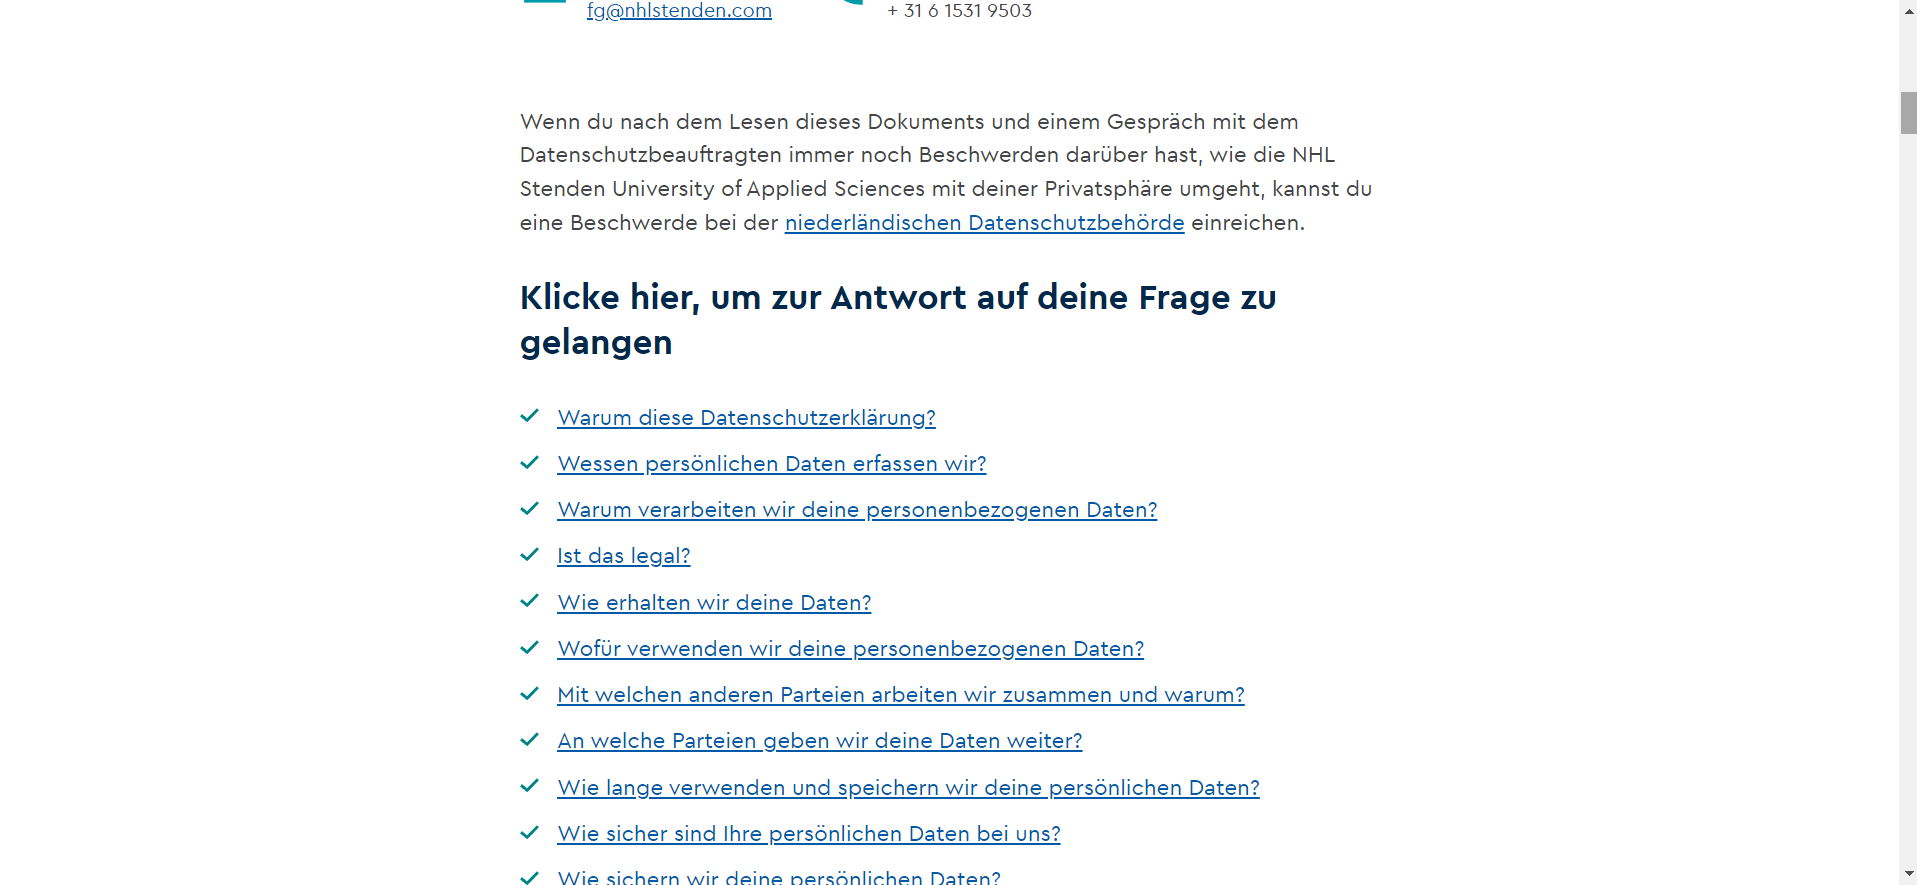 fg@nhlstenden.com
+ 31 6 1531 9503
Wenn du nach dem Lesen dieses Dokuments und einem Gespräch mit dem
Datenschutzbeauftragten immer noch Beschwerden darüber hast, wie die NHL
Stenden University of Applied Sciences mit deiner Privatsphäre umgeht, kannst du
eine Beschwerde bei der niederländischen Datenschutzbehörde einreichen.
Klicke hier, um zur Antwort auf deine Frage zu
gelangen
Warum diese Datenschutzerklärung?
Wessen persönlichen Daten erfassen wir?
Warum verarbeiten wir deine personenbezogenen Daten?
Ist das legal?
Wie erhalten wir deine Daten?
Wofür verwenden wir deine personenbezogenen Daten?
Mit welchen anderen Parteien arbeiten wir zusammen und warum?
An welche Parteien geben wir deine Daten weiter?
Wie lange verwenden und speichern wir deine persönlichen Daten?
Wie sicher sind Ihre persönlichen Daten bei uns?
Wie sichern wir deine persönlichen Daten?